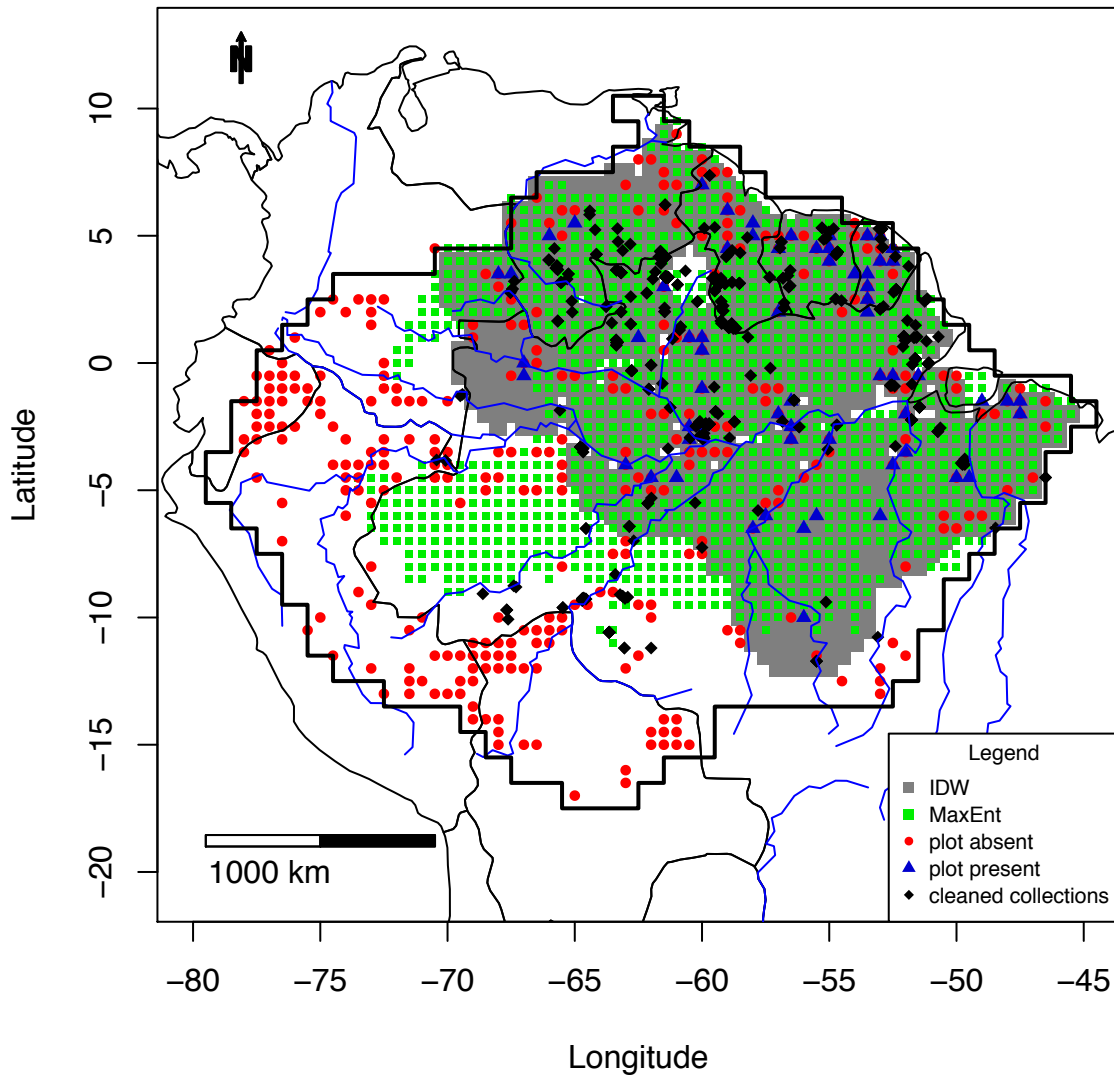 N
10
5
0
−5
−10
−15
−20
Latitude
1000 km
Legend
IDW
MaxEnt
plot absent
plot present
cleaned collections
−80 −75 −70 −65 −60 −55 −50 −45
Longitude